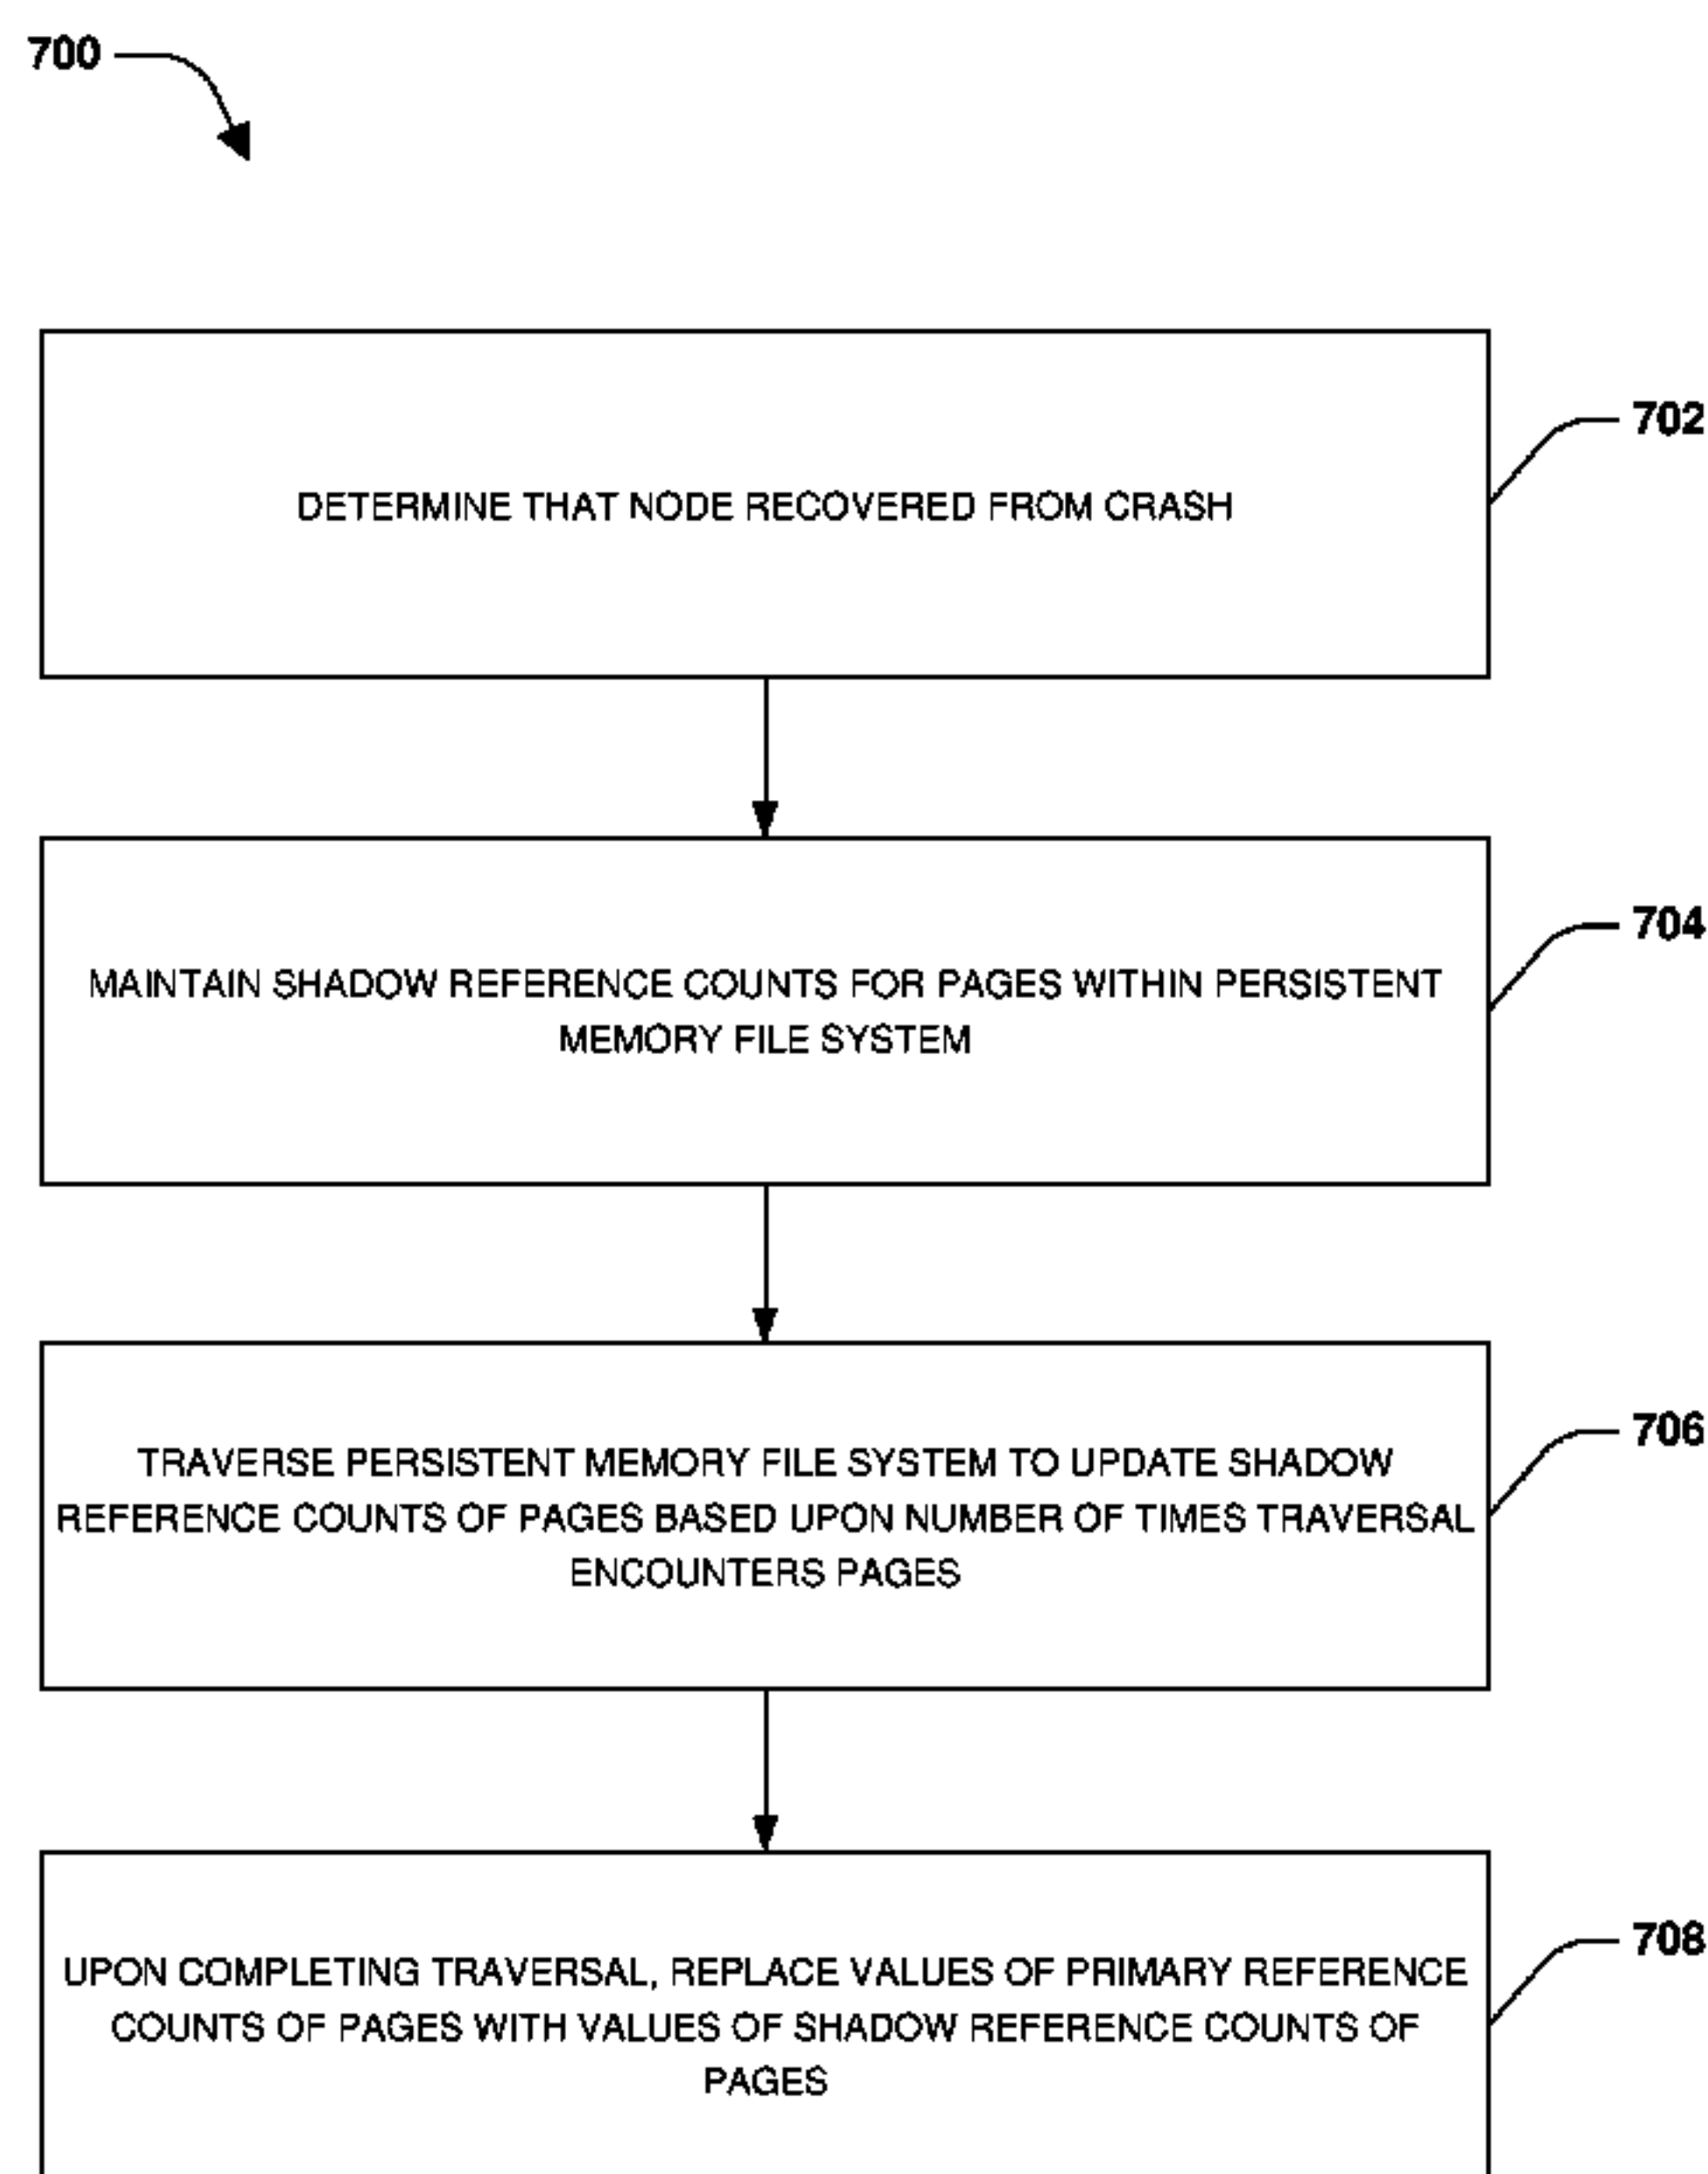 700
702
DETERMINE THAT NODE RECOVERED FROM CRASH
704
MAINTAIN SHADOW REFERENCE COUNTS FOR PAGES WITHIN PERSISTENT
MEMORY FILE SYSTEM
706
TRAVERSE PERSISTENT MEMORY FILE SYSTEM TO UPDATE SHADOW
REFERENCE COUNTS OF PAGES BASED UPON NUMBER OF TIMES TRAVERSAL
ENCOUNTERS PAGES
708
UPON COMPLETING TRAVERSAL, REPLACE VALUES OF PRIMARY REFERENCE
COUNTS OF PAGES WITH VALUES OF SHADOW REFERENCE COUNTS OF
PAGES